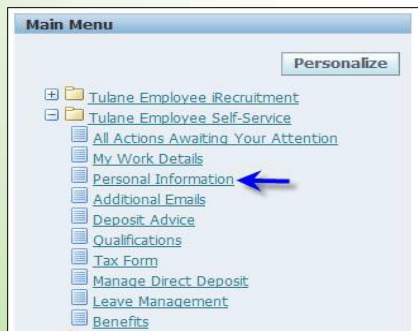 Main Menu
Personalize
Tulane Employee iRecruitment
Tulane Employee Self-Service
All Actions Awaiting Your Attention
My Work Details
Personal Information
Additional Emails
Deposit Advice
Qualifications
Tax Form
Manage Direct Deposit
Leave Management
Benefits